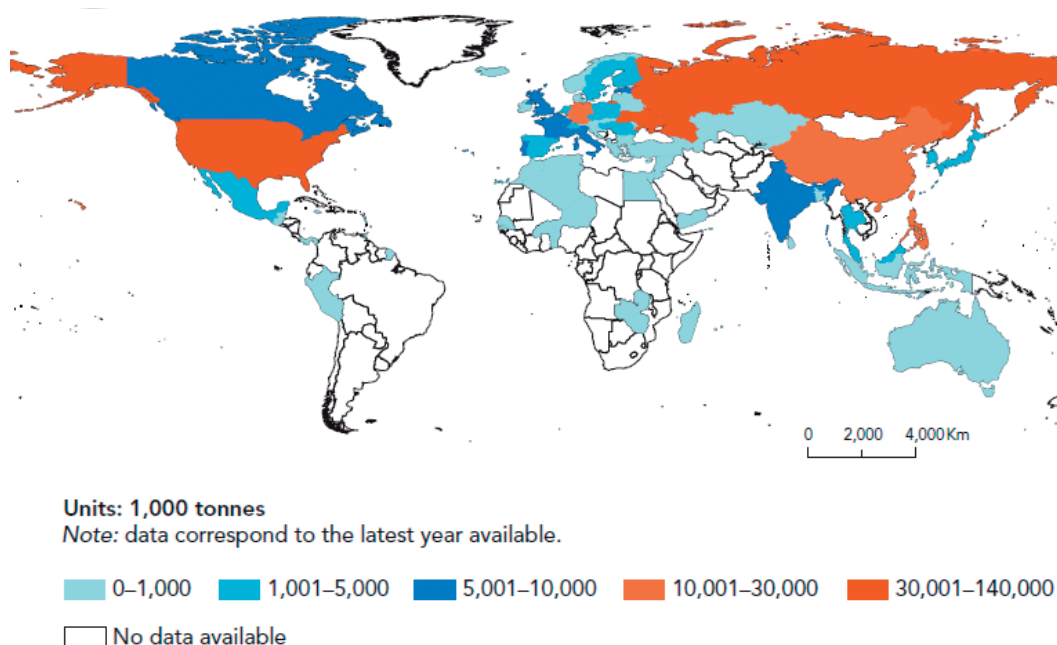 0 2,000 4,000Km
Units: 1,000 tonnes
Note: data correspond to the latest year available.
0–1,000 1,001–5,000 5,001–10,000 10,001–30,000 30,001–140,000
No data available